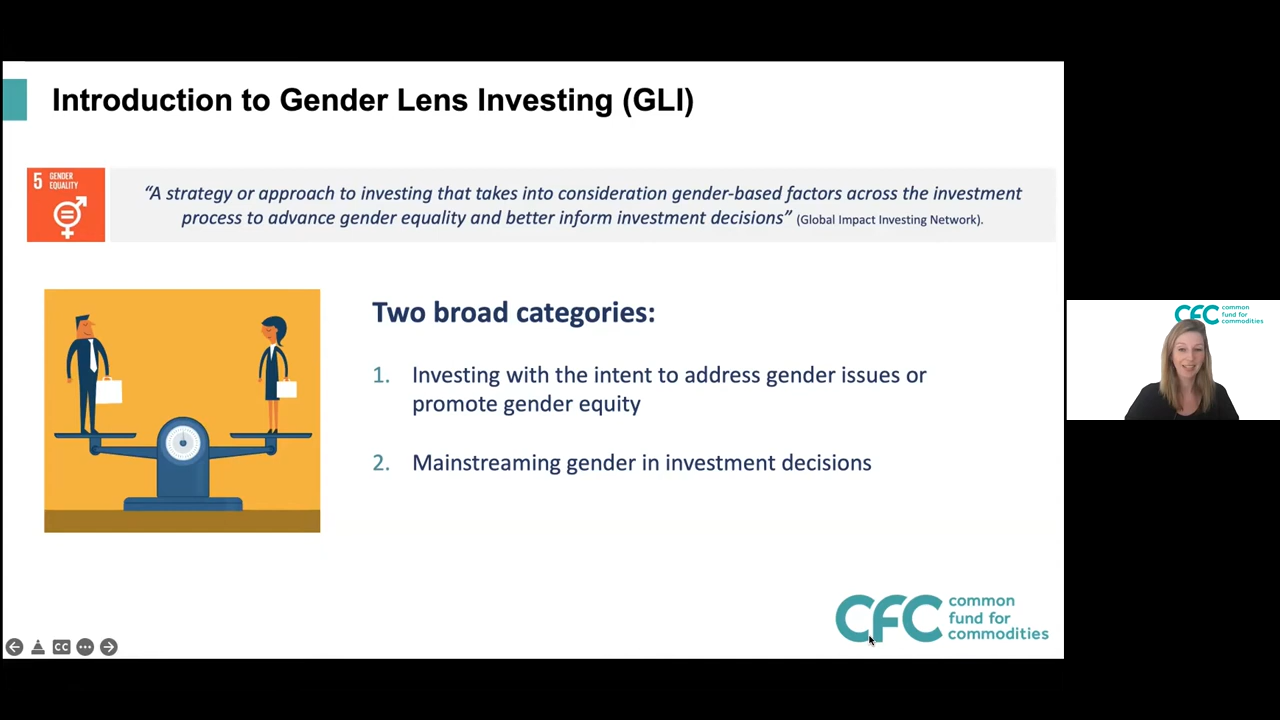 Introduction to Gender Lens Investing (GLI)
5 GENDER
EQUALITY
“A strategy or approach to investing that takes into consideration gender-based factors across the investment
process to advance gender equality and better inform investment decisions” (Global Impact Investing Network).
Two broad categories:
1. Investing with the intent to address gender issues or
promote gender equity
2. Mainstreaming gender in investment decisions
CFC common
fund for
commodities
CC
CFC common
fund for
commodities